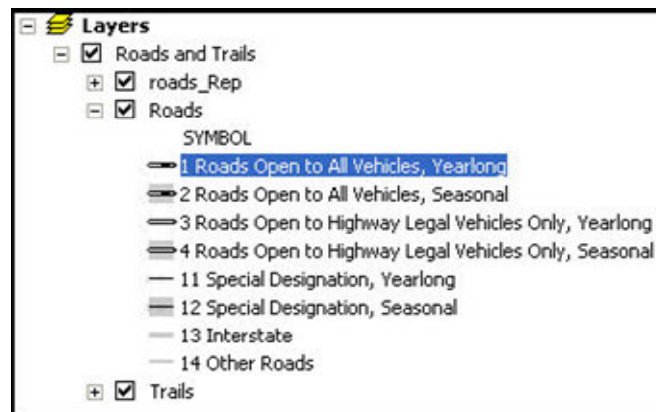 Layers
Roads and Trails
roads_Rep
Roads
SYMBOL
1 Roads Open to All Vehicles, Yearlong
2 Roads Open to All Vehicles, Seasonal
3 Roads Open to Highway Legal Vehicles Only, Yearlong
4 Roads Open to Highway Legal Vehicles Only, Seasonal
11 Special Designation, Yearlong
12 Special Designation, Seasonal
13 Interstate
14 Other Roads
Trails